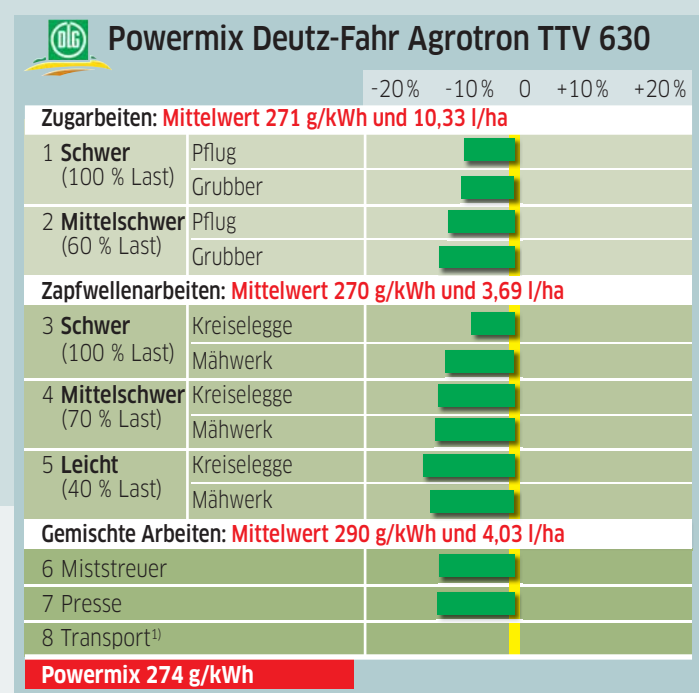 DLG
Powermix Deutz-Fahr Agrotron TTV 630
-20% -10% 0 +10% +20%
Zugarbeiten: Mittelwert 271 g/kWh und 10,33 l/ha
1 Schwer Pflug
(100 % Last) Grubber
2 Mittelschwer Pflug
(60 % Last) Grubber
Zapfwellenarbeiten: Mittelwert 270 g/kWh und 3,69 l/ha
3 Schwer Kreiselegge
(100 % Last) Mähwerk
4 Mittelschwer Kreiselegge
(70 % Last) Mähwerk
5 Leicht Kreiselegge
(40 % Last) Mähwerk
Gemischte Arbeiten: Mittelwert 290 g/kWh und 4,03 l/ha
6 Miststreuer
7 Presse
8 Transport1)
Powermix 274 g/kWh